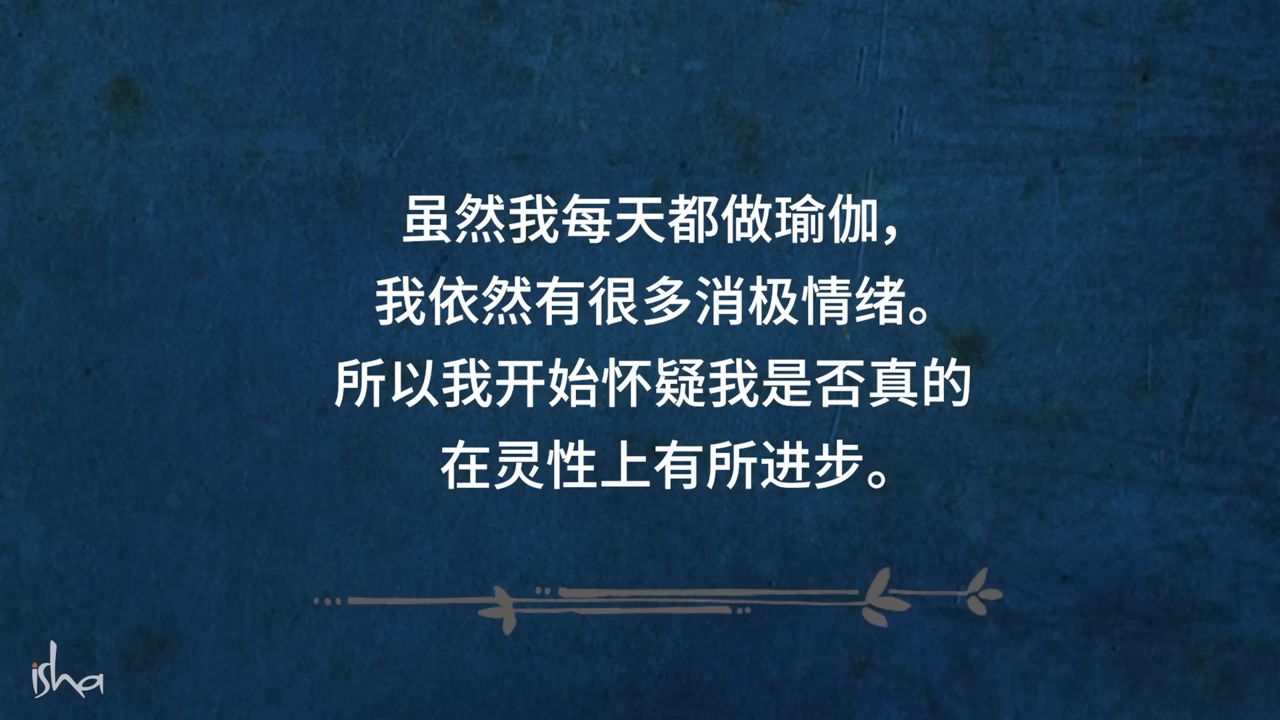 虽然我每天都做瑜伽，
我依然有很多消极情绪。
所以我开始怀疑我是否真的
在灵性上有所进步。
isha